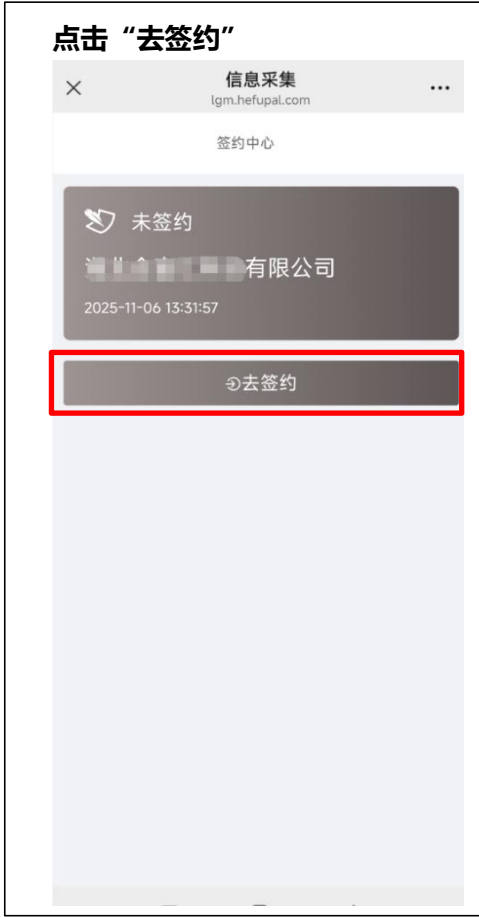 点击“去签约”
信息采集
lgm.hefupal.com
签约中心
未签约
有限公司
2025-11-06 13:31:57
去签约